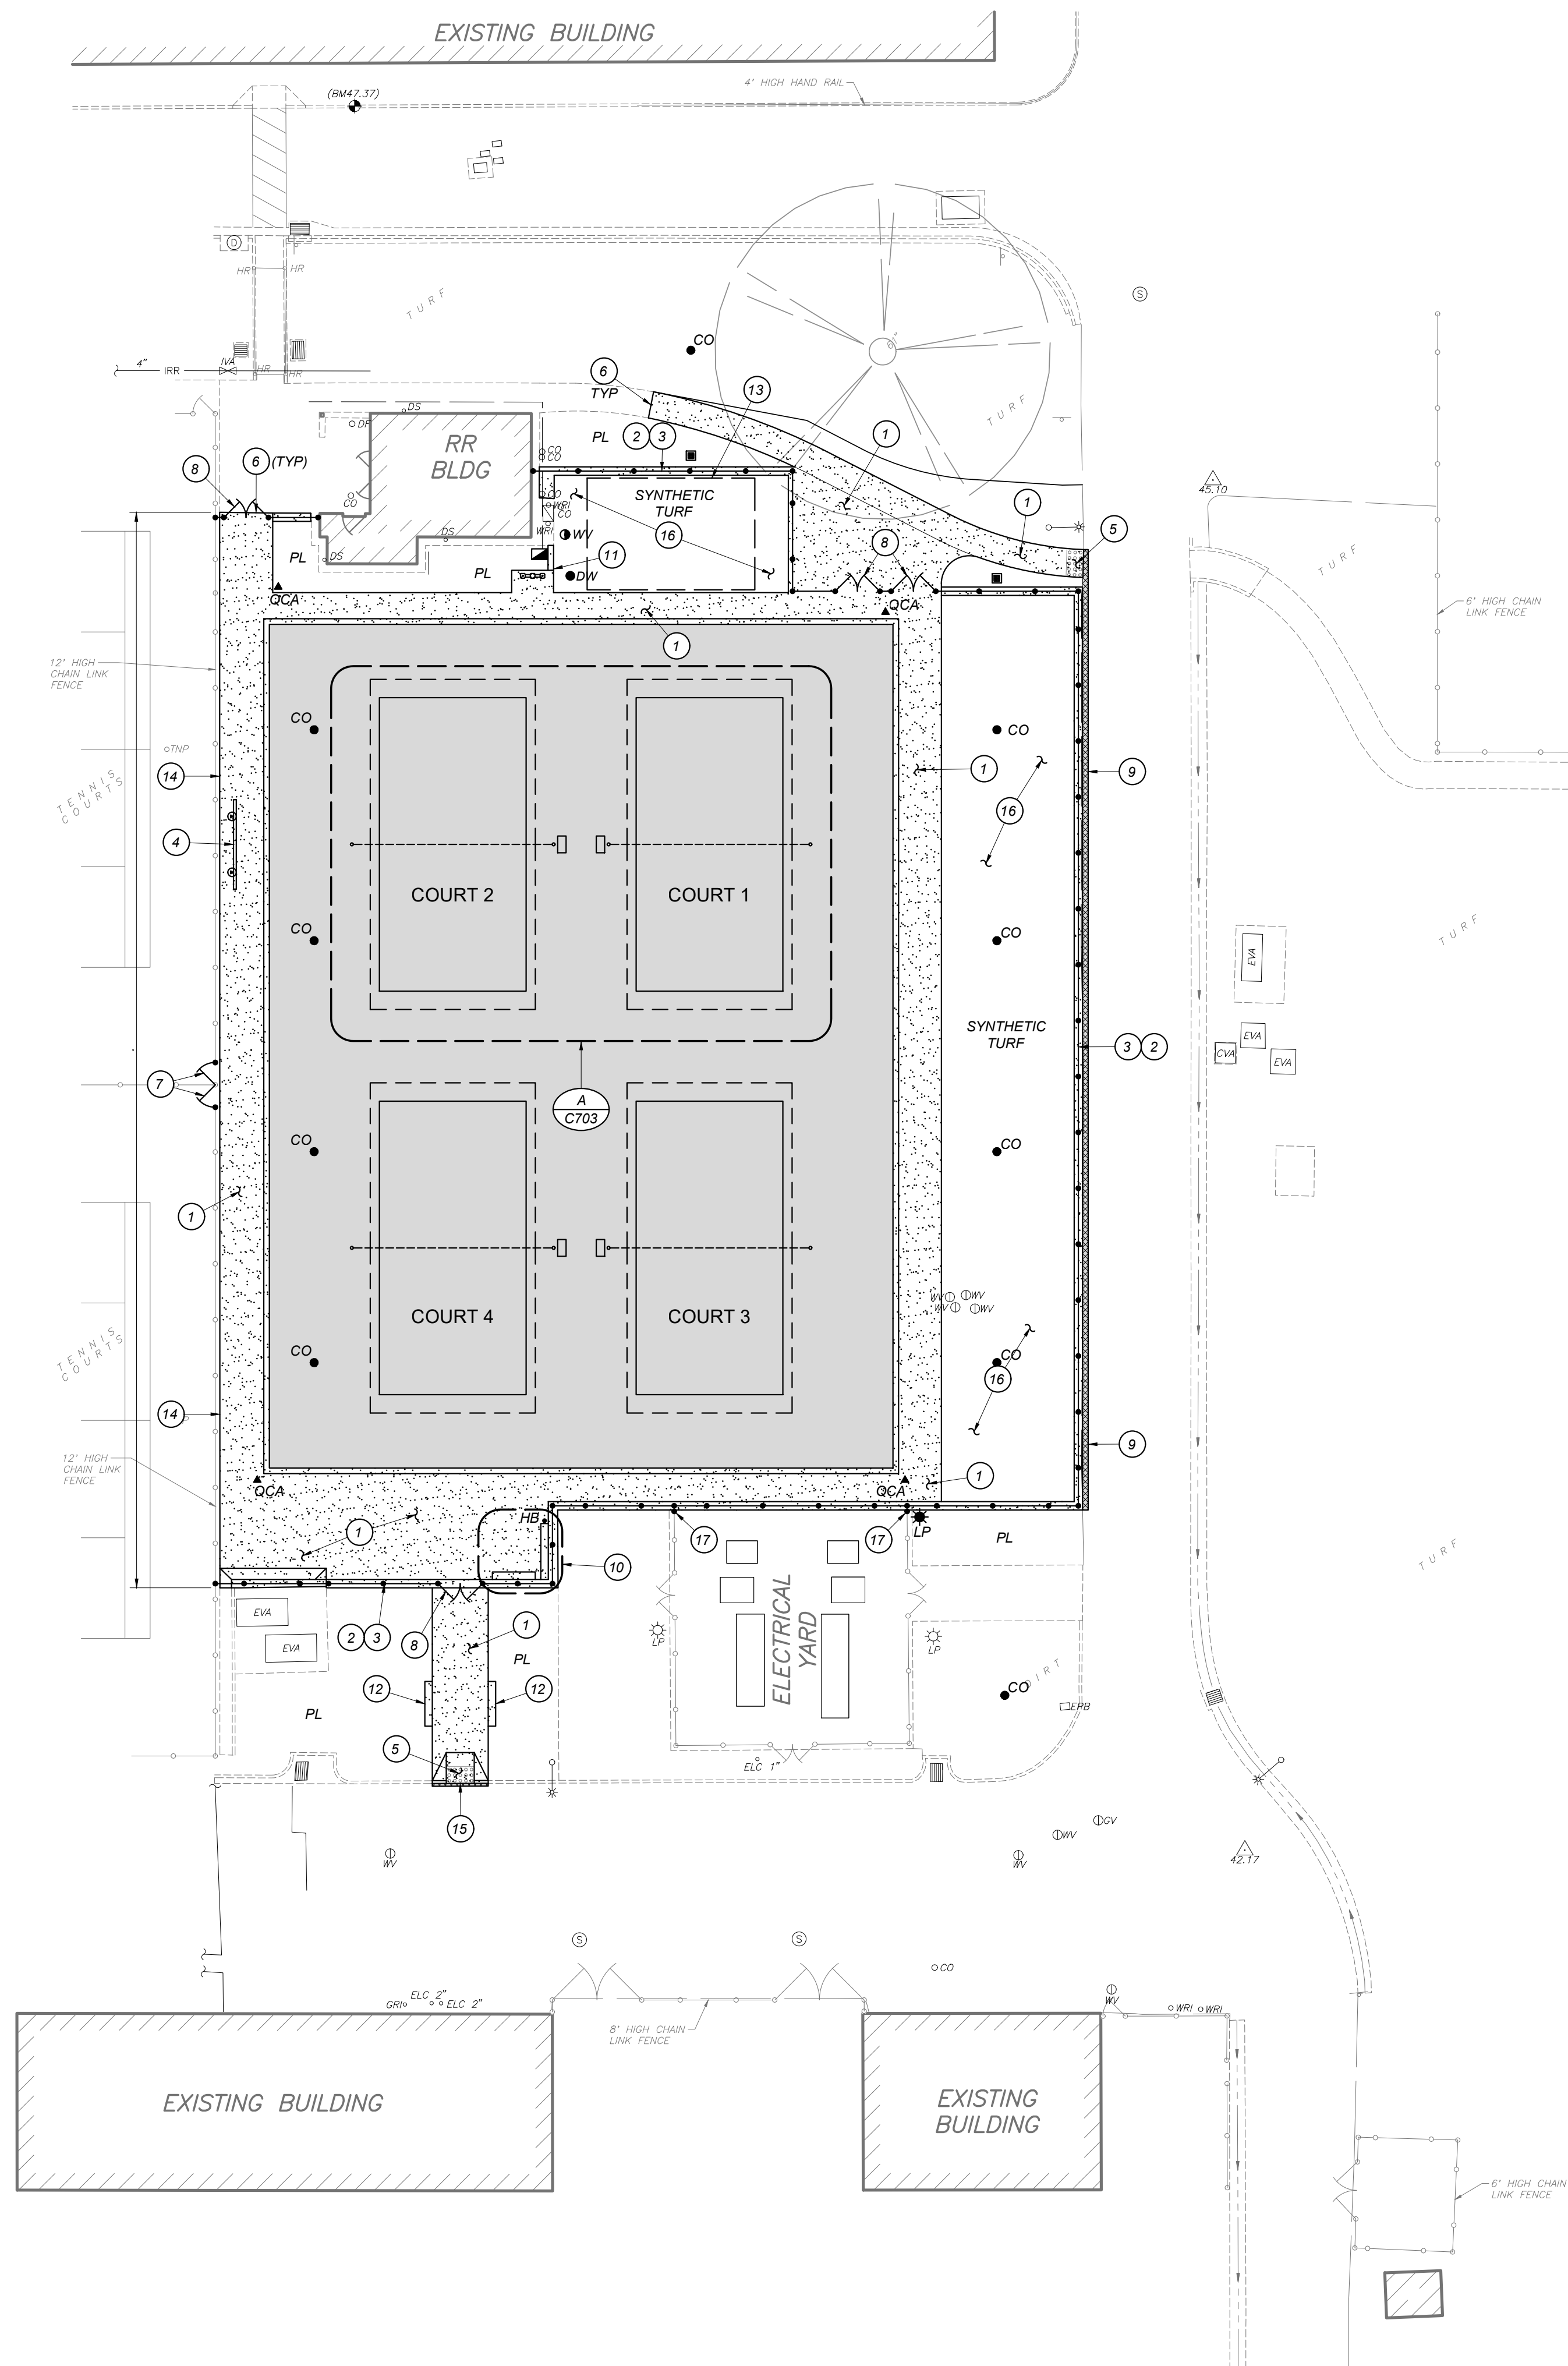 EXISTING BUILDING
4' HIGH HAND RAIL
(BM47.37)
D
HR
HR
S
TURF
CO
4"
IRR
IVA
HR
HR
6
TYP
13
TURF
DS
DF
RR
BLDG
PL
2
3
1
CO
CO
8
6
(TYP)
45.10
CO
CO
WRI
CO
WRI
SYNTHETIC
TURF
1
5
DS
DS
WV
16
8
TURF
PL
PL
11
DW
QCA
QCA
6' HIGH CHAIN
LINK FENCE
1
12' HIGH
CHAIN LINK
FENCE
CO
CO
TNP
14
1
9
TENNIS
COURTS
16
4
COURT 2
COURT 1
CO
CO
TURF
EVA
SYNTHETIC
TURF
3
2
EVA
CVA
EVA
7
A
C703
CO
CO
1
WV
WV
WV
WV
COURT 4
COURT 3
TENNIS
COURTS
CO
CO
16
14
9
12' HIGH
CHAIN LINK
FENCE
1
QCA
QCA
HB
1
17
17
LP
PL
10
TURF
EVA
EVA
2
3
8
1
PL
ELECTRICAL
YARD
LP
LP
12
12
CO
DIRT
EPB
PL
5
ELC 1"
15
GV
WV
WV
WV
42.17
S
S
CO
ELC 2"
GRI
ELC 2"
WV
WRI
WRI
8' HIGH CHAIN
LINK FENCE
EXISTING BUILDING
EXISTING
BUILDING
6' HIGH CHAIN
LINK FENCE